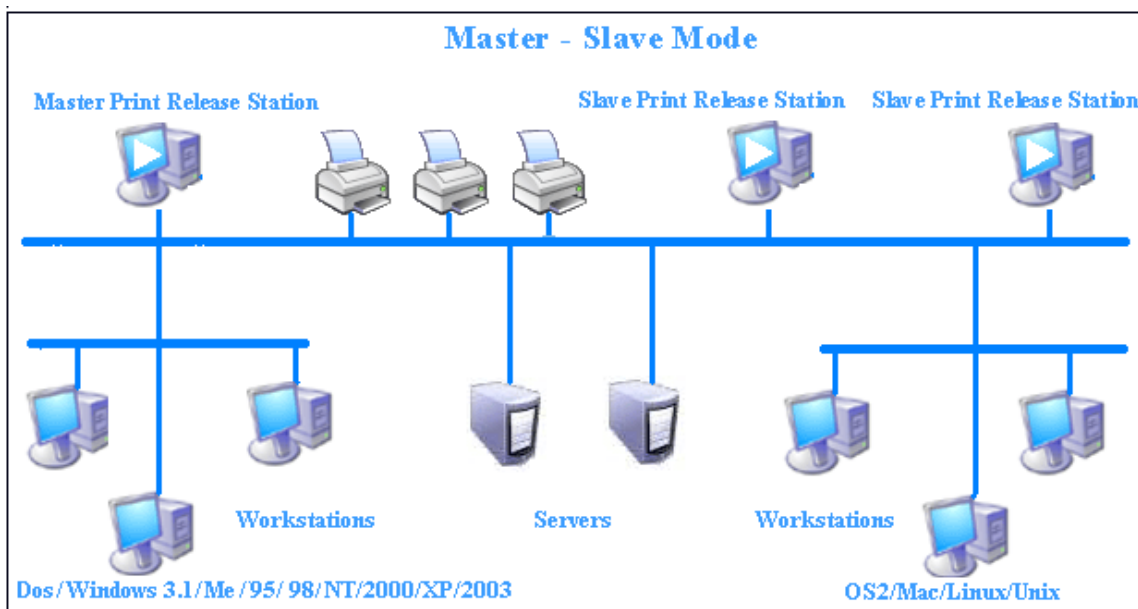 Master - Slave Mode
Master Print Release Station
Slave Print Release Station
Slave Print Release Station
Workstations
Servers
Workstations
Dos/Windows 3.1/Me/95/98/NT/2000/XP/2003
OS2/Mac/Linux/Unix